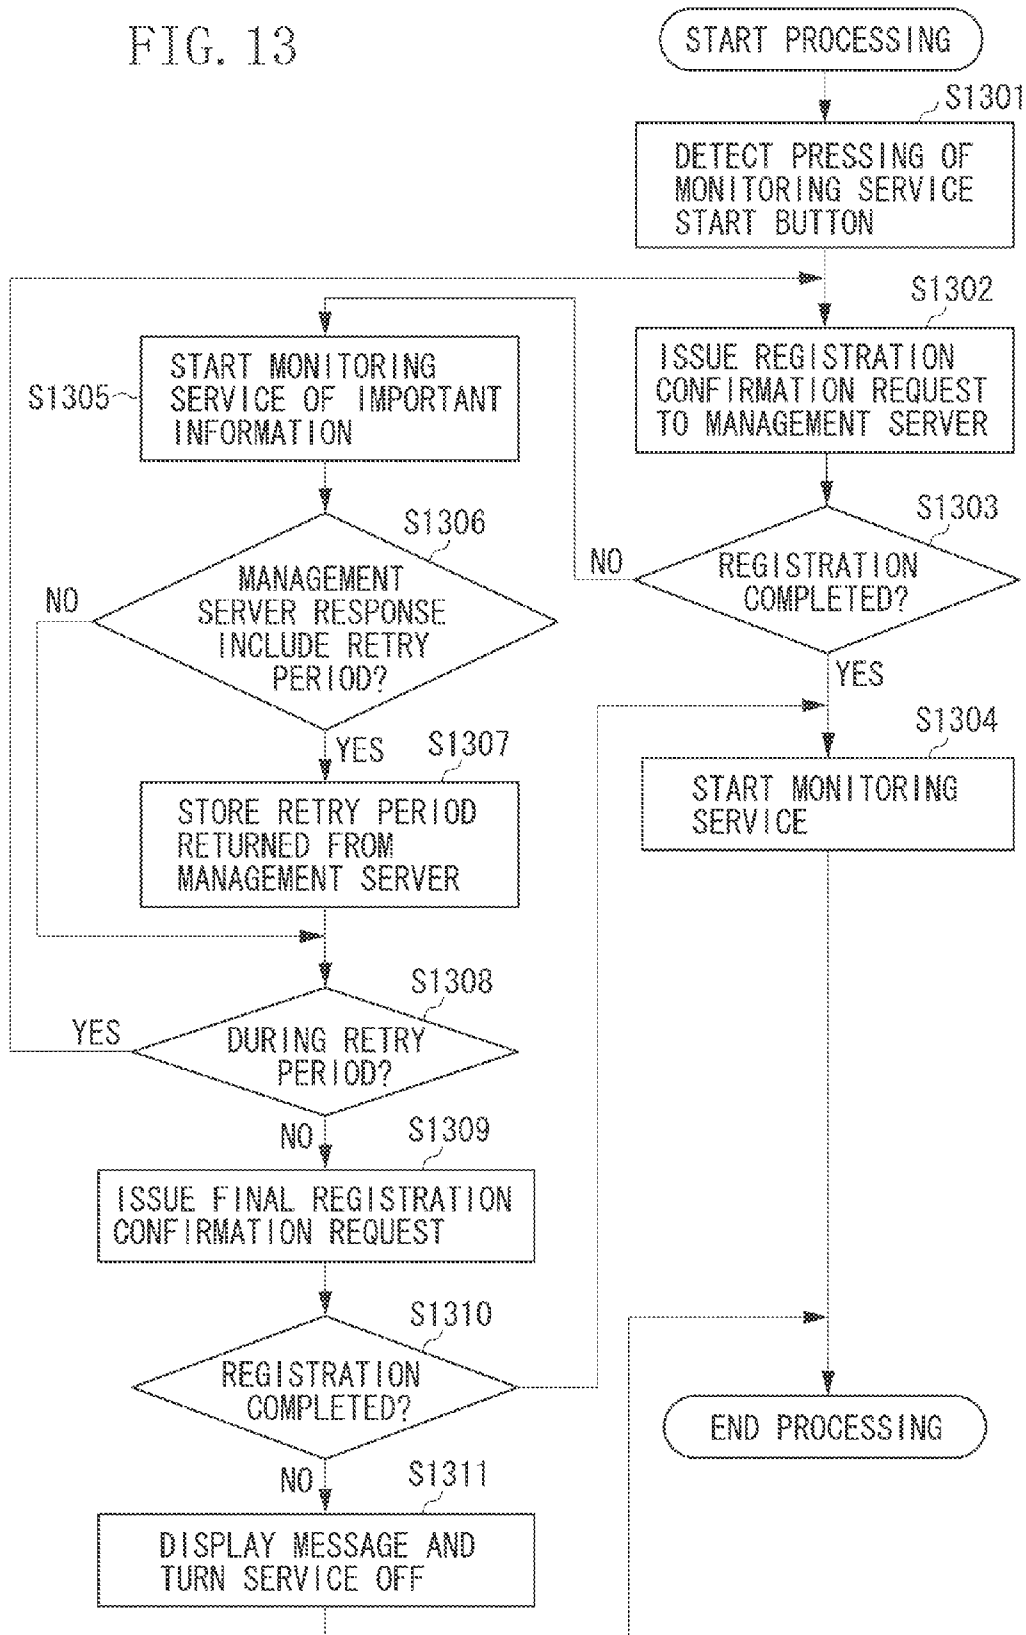 FIG. 13
START PROCESSING
S1301
DETECT PRESSING OF
MONITORING SERVICE
START BUTTON
S1302
ISSUE REGISTRATION
CONFIRMATION REQUEST
TO MANAGEMENT SERVER
S1303
REGISTRATION
COMPLETED?
NO
YES
S1304
START MONITORING
SERVICE
S1305
START MONITORING
SERVICE OF IMPORTANT
INFORMATION
S1306
MANAGEMENT
SERVER RESPONSE
INCLUDE RETRY
PERIOD?
NO
YES
S1307
STORE RETRY PERIOD
RETURNED FROM
MANAGEMENT SERVER
S1308
DURING RETRY
PERIOD?
YES
NO
S1309
ISSUE FINAL REGISTRATION
CONFIRMATION REQUEST
S1310
REGISTRATION
COMPLETED?
NO
S1311
DISPLAY MESSAGE AND
TURN SERVICE OFF
END PROCESSING